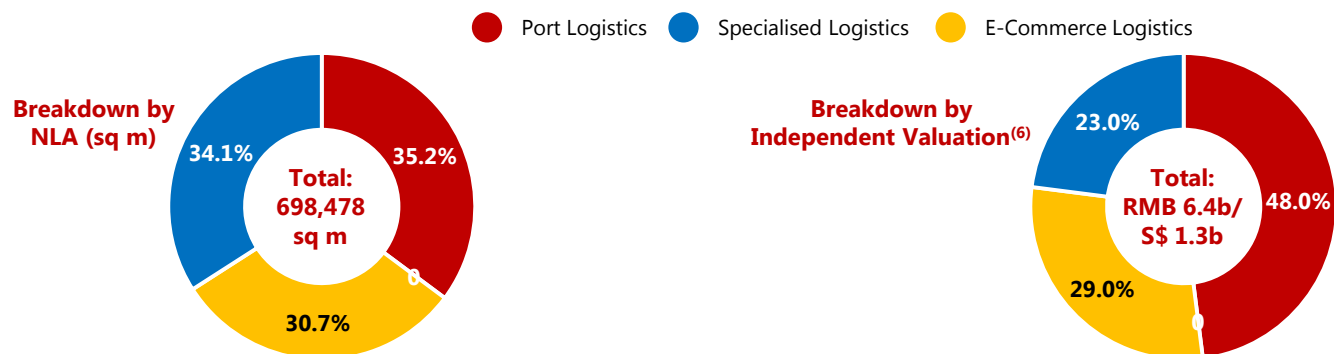 Port Logistics
Specialised Logistics
E-Commerce Logistics
Breakdown by
NLA (sq m)
34.1%
35.2%
Total:
698,478
sq m
0
30.7%
Breakdown by
Independent Valuation(6)
23.0%
48.0%
Total:
RMB 6.4b/
S$ 1.3b
29.0%
0